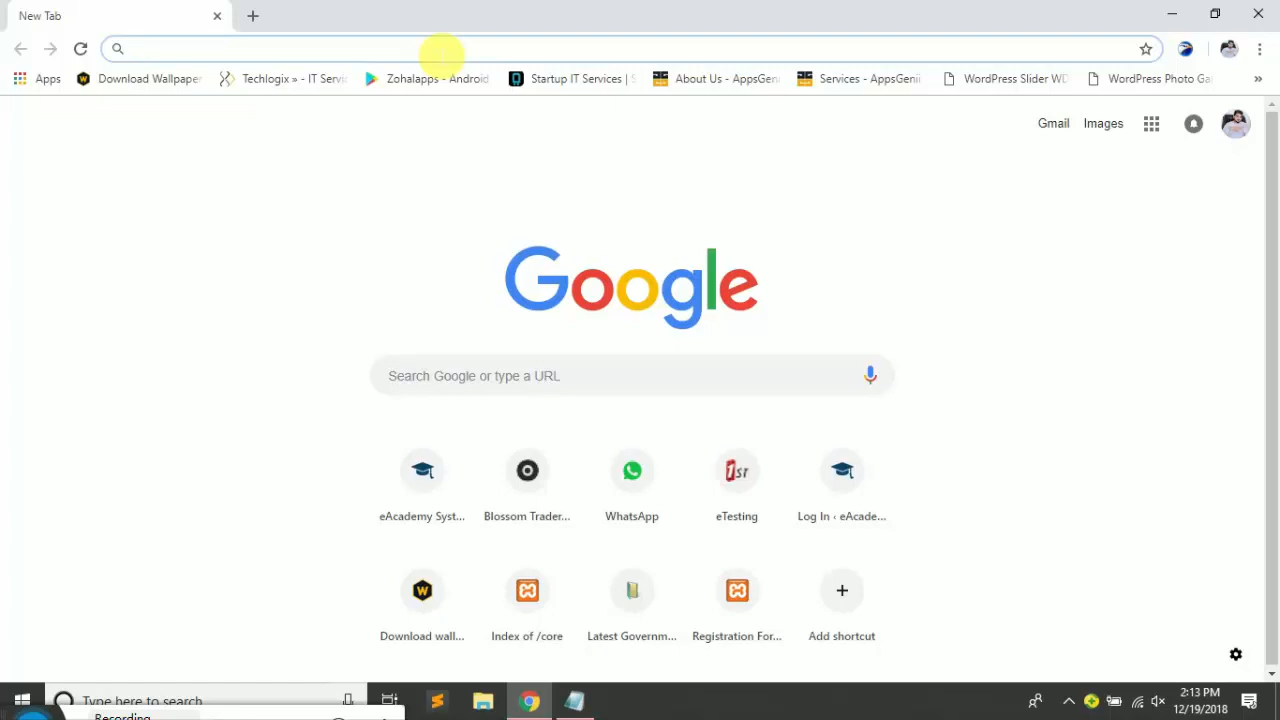 New Tab
Apps Download Wallpaper Techlogix » - IT Servic Zohalapps - Android Startup IT Services | S About Us - AppsGeni Services - AppsGenii WordPress Slider WD WordPress Photo Ga »
Gmail Images
Google
Search Google or type a URL
eAcademy Syst... Blossom Trader... WhatsApp eTesting Log In ‹ eAcade...
1st
W
Download wall... Index of /core Latest Governm... Registration For... Add shortcut
Type here to search
2:13 PM
12/19/2018
Recording